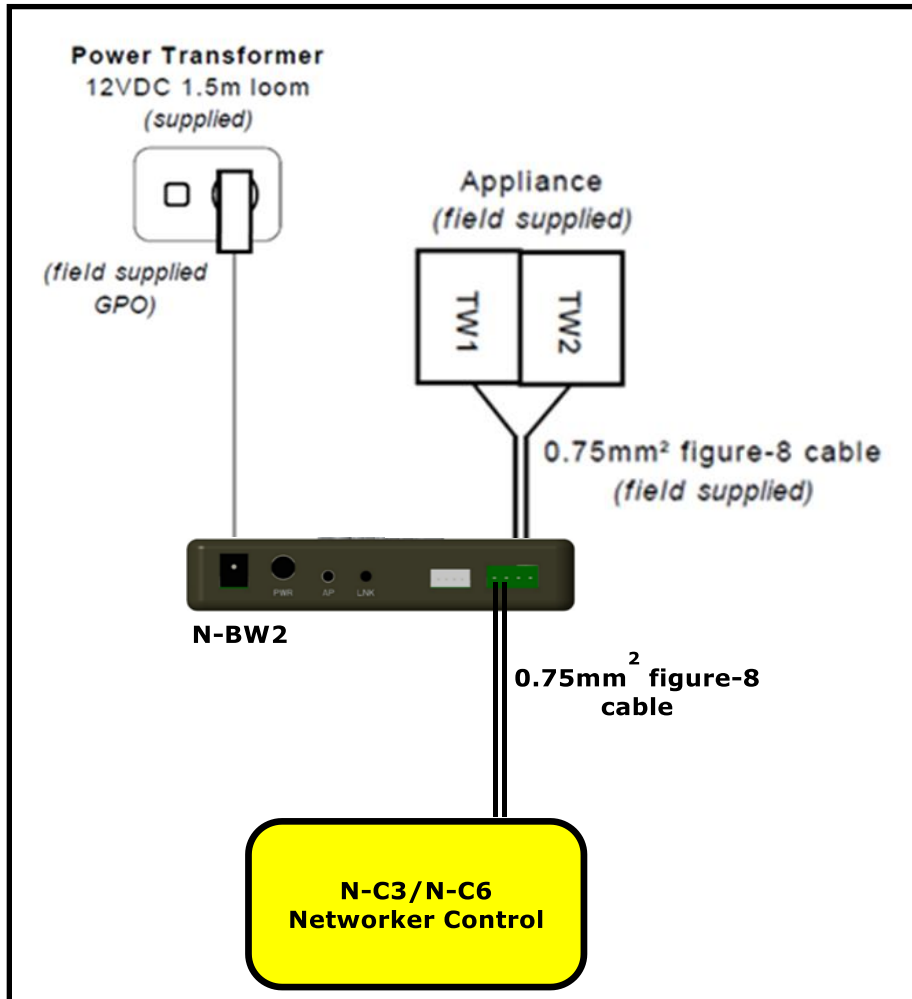 Power Transformer
12VDC 1.5m loom
(supplied)
(field supplied
GPO)
Appliance
(field supplied)
TW1
TW2
0.75mm² figure-8 cable
(field supplied)
PWR
AP
LNK
N-BW2
0.75mm² figure-8
cable
N-C3/N-C6
Networker Control